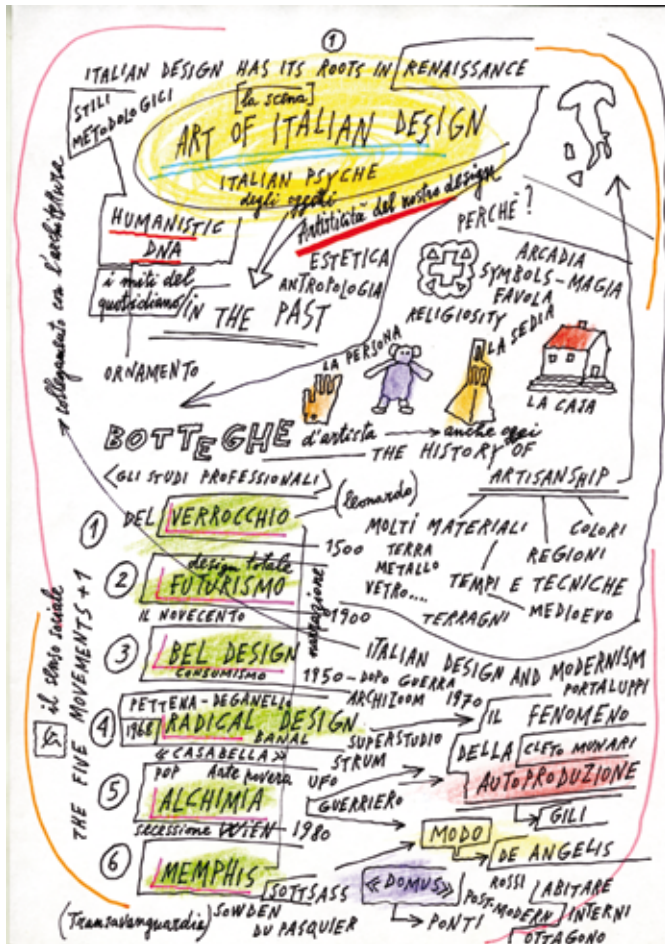 1
ITALIAN DESIGN HAS ITS ROOTS IN RENAISSANCE
STILI
METODOLOGICI
[la scena]
ART OF ITALIAN DESIGN
ITALIAN PSYCHE
degli oggetti
Artisticità del nostro design
HUMANISTIC
DNA
i miti del
quotidiano
IN THE PAST
ORNAMENTO
collegamento con l'architettura
PERCHÈ?
ESTETICA
ANTROPOLOGIA
ARCADIA
SYMBOLS-MAGIA
FAVOLA
RELIGIOSITY
LA PERSONA
LA SEDIA
LA CASA
BOTTEGHE d'artista anche oggi
<GLI STUDI PROFESSIONALI>
THE HISTORY OF
ARTISANSHIP
MOLTI MATERIALI
TERRA
METALLO
VETRO....
COLORI
REGIONI
TEMPI E TECNICHE
MEDIOEVO
TERRAGNI
il senso sociale
THE FIVE MOVEMENTS +1
narrazione
1 DEL VERROCCHIO (leonardo)
1500
design totale
2 FUTURISMO
IL NOVECENTO 1900
3 BEL DESIGN
CONSUMISMO 1950-DOPO GUERRA
ARCHIZOOM 1970
PETTENA-DEGANELLO
4 1968 RADICAL DESIGN
BANAL SUPERSTUDIO
«CASABELLA» STRUM
POP Arte povera UFO
5 ALCHIMIA GUERRIERO
secessione WIEN - 1980
6 MEMPHIS
SOTTSASS
(Transavanguardia) SOWDEN
DU PASQUIER
ITALIAN DESIGN AND MODERNISM
PORTALUPPI
IL FENOMENO
DELLA CLETO MUNARI
AUTOPRODUZIONE
GILI
MODO
DE ANGELIS
«DOMUS»
PONTI
ROSSI
POST-MODERN
ABITARE
INTERNI
OTTAGONO